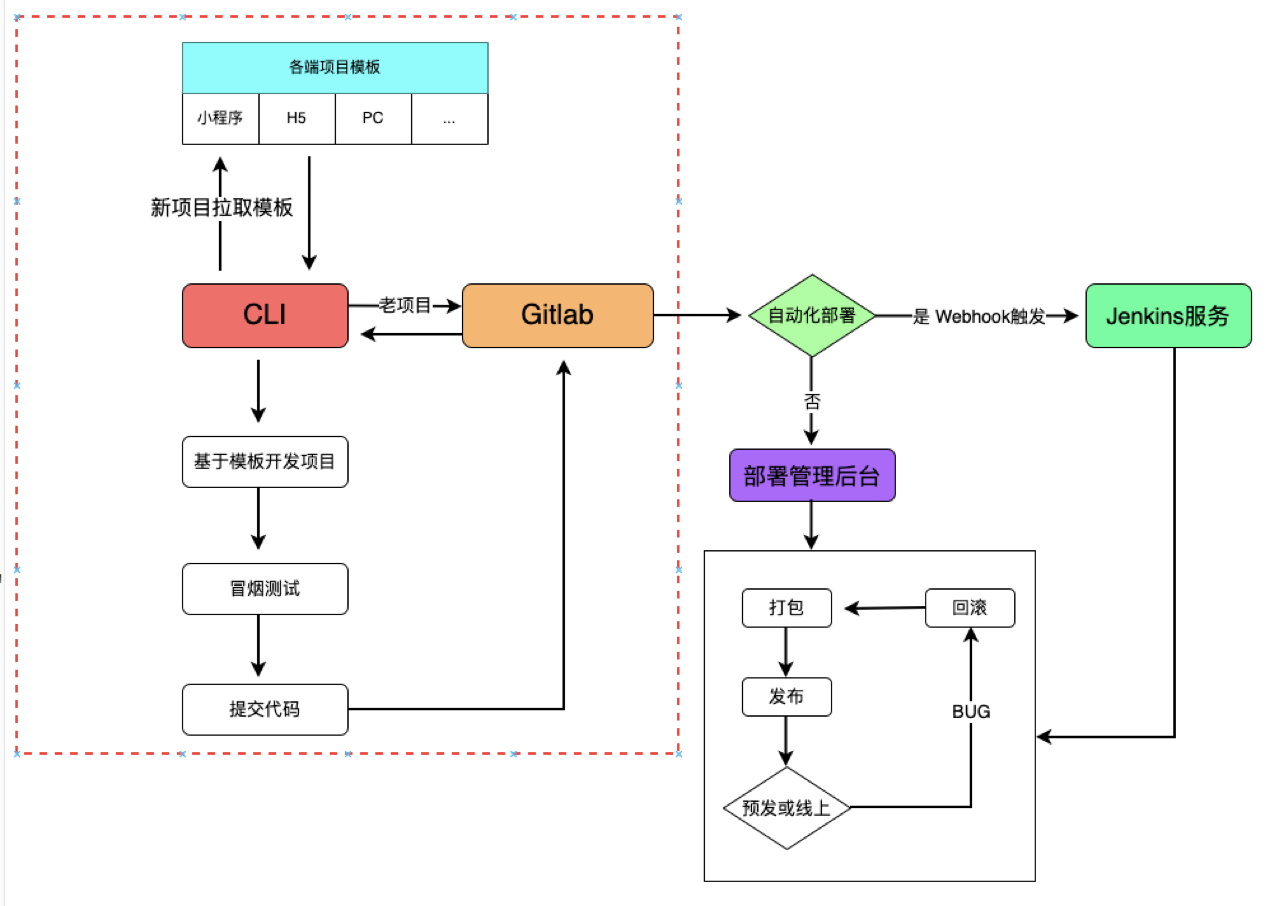 各端项目模板
小程序 H5 PC ...
新项目拉取模板
CLI
老项目
Gitlab
自动化部署
是 Webhook触发
Jenkins服务
否
基于模板开发项目
部署管理后台
冒烟测试
打包
回滚
提交代码
发布
BUG
预发或线上